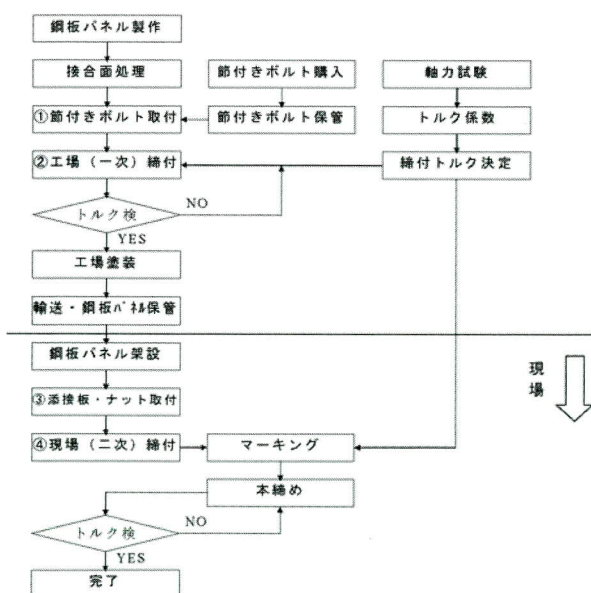 鋼板パネル製作
接合面処理
節付きボルト購入
軸力試験
①節付きボルト取付
節付きボルト保管
トルク係数
②工場（一次）締付
締付トルク決定
トルク検
NO
YES
工場塗装
輸送・鋼板ﾊﾟﾈﾙ保管
鋼板パネル架設
現場
③添接板・ナット取付
④現場（二次）締付
マーキング
本締め
トルク検
NO
YES
完了